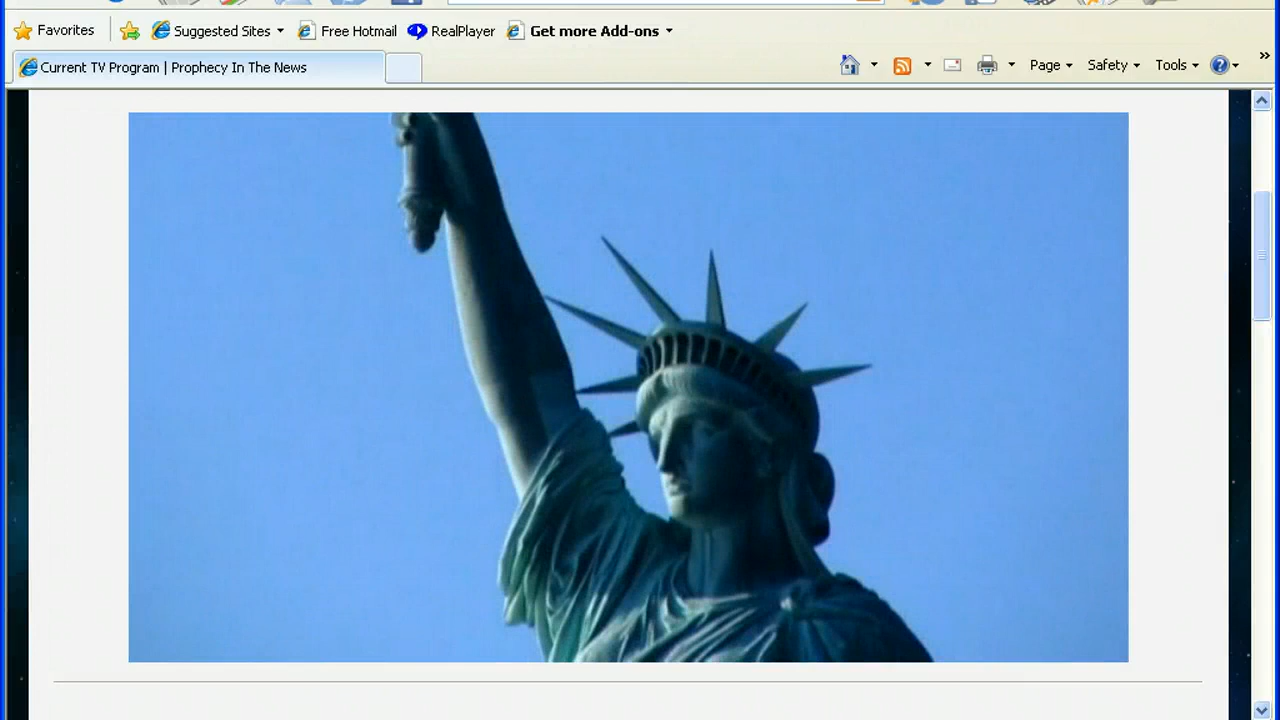 Favorites Suggested Sites Free Hotmail RealPlayer Get more Add-ons
Current TV Program | Prophecy In The News Page Safety Tools